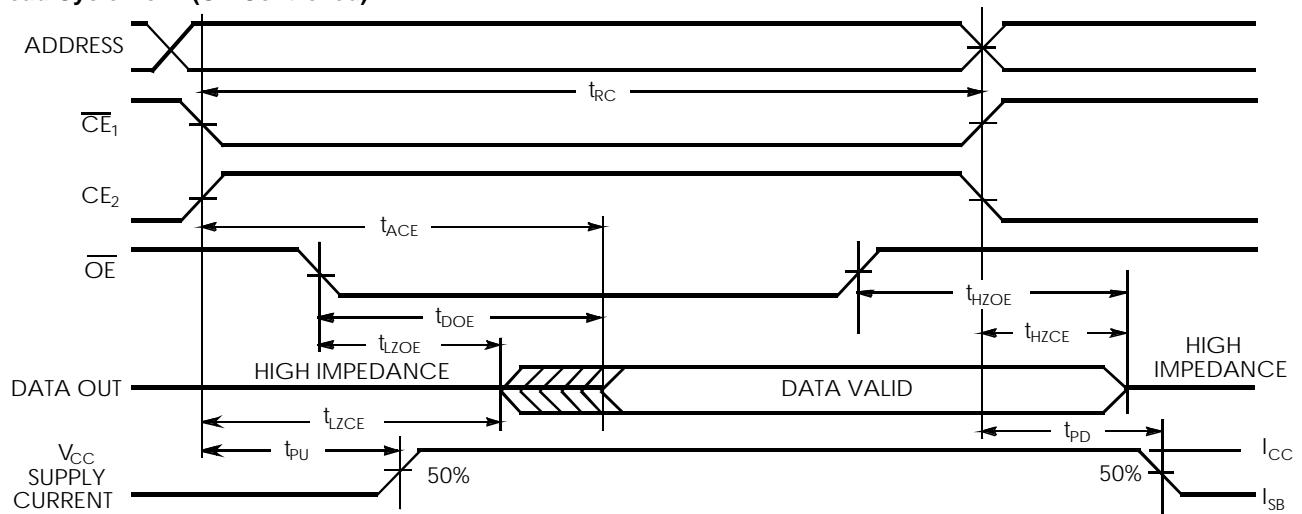 ADDRESS
tRC
CE1
CE2
tACE
OE
tHZOE
tDOE
tLZOE
tHZCE
HIGH IMPEDANCE
HIGH
IMPEDANCE
DATA OUT
DATA VALID
tLZCE
tPD
VCC
SUPPLY
CURRENT
tPU
50%
50%
ICC
ISB